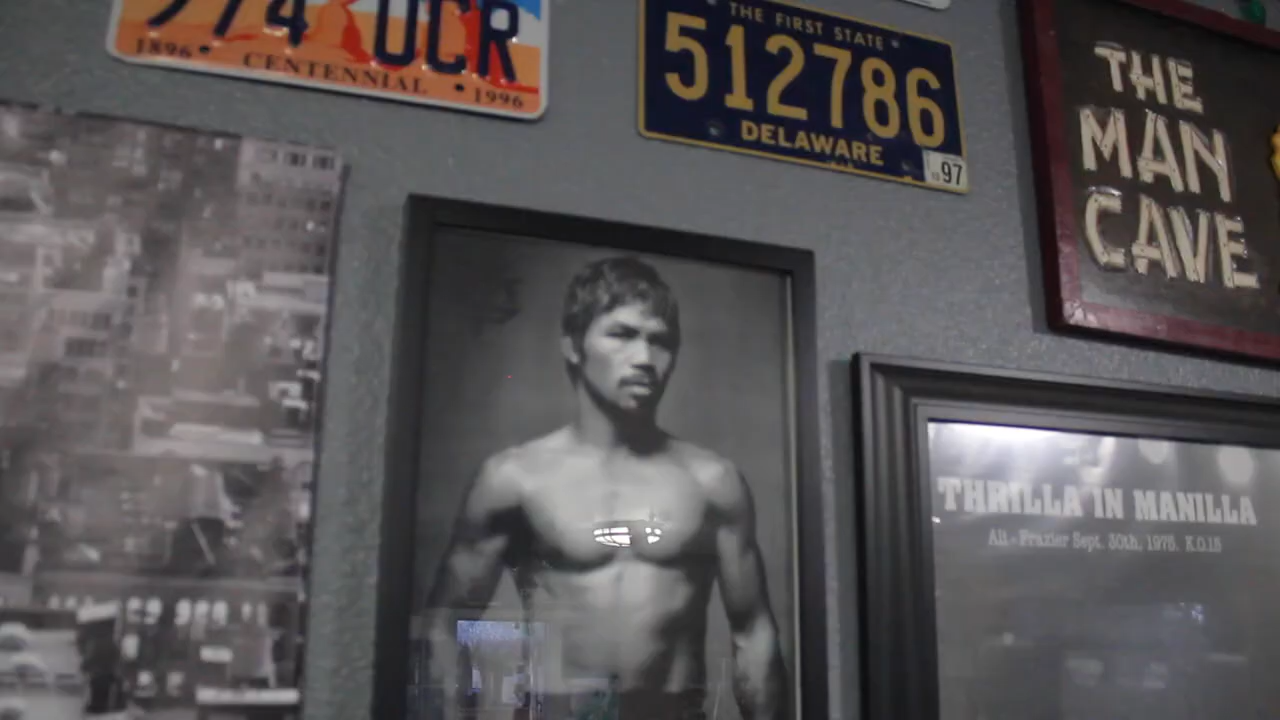 974 UCR
1896 CENTENNIAL 1996
THE FIRST STATE
512786
DELAWARE
97
THE
MAN
CAVE
THRILLA IN MANILLA
Ali - Frazier Sept. 30th, 1975. K.O.15